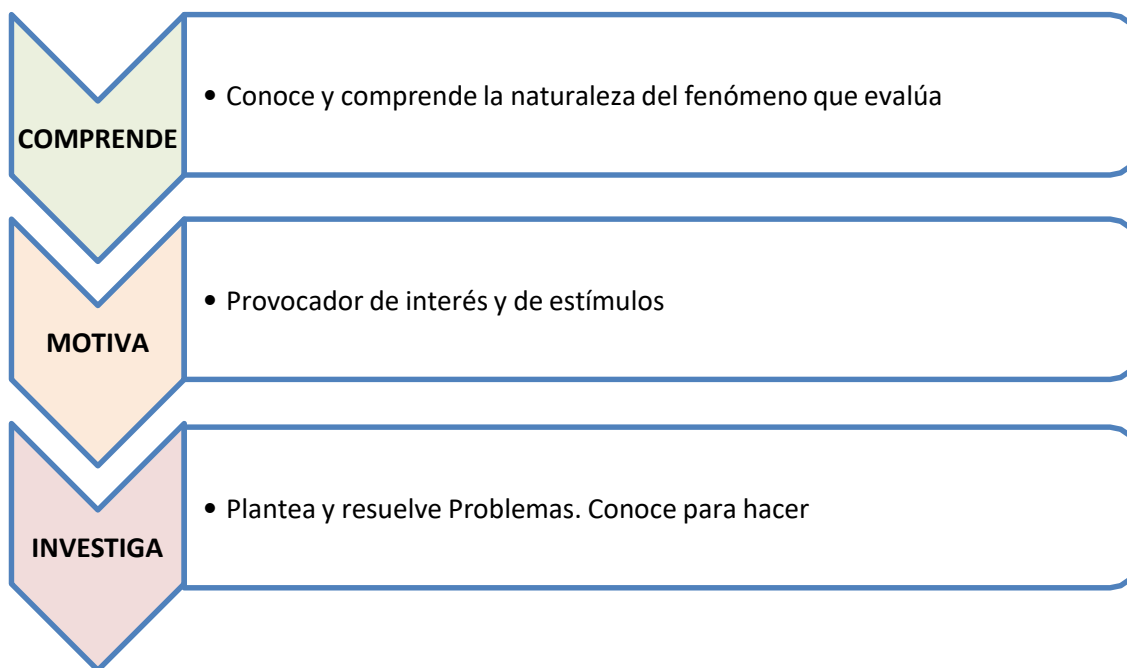 COMPRENDE
• Conoce y comprende la naturaleza del fenómeno que evalúa
MOTIVA
• Provocador de interés y de estímulos
INVESTIGA
• Plantea y resuelve Problemas. Conoce para hacer